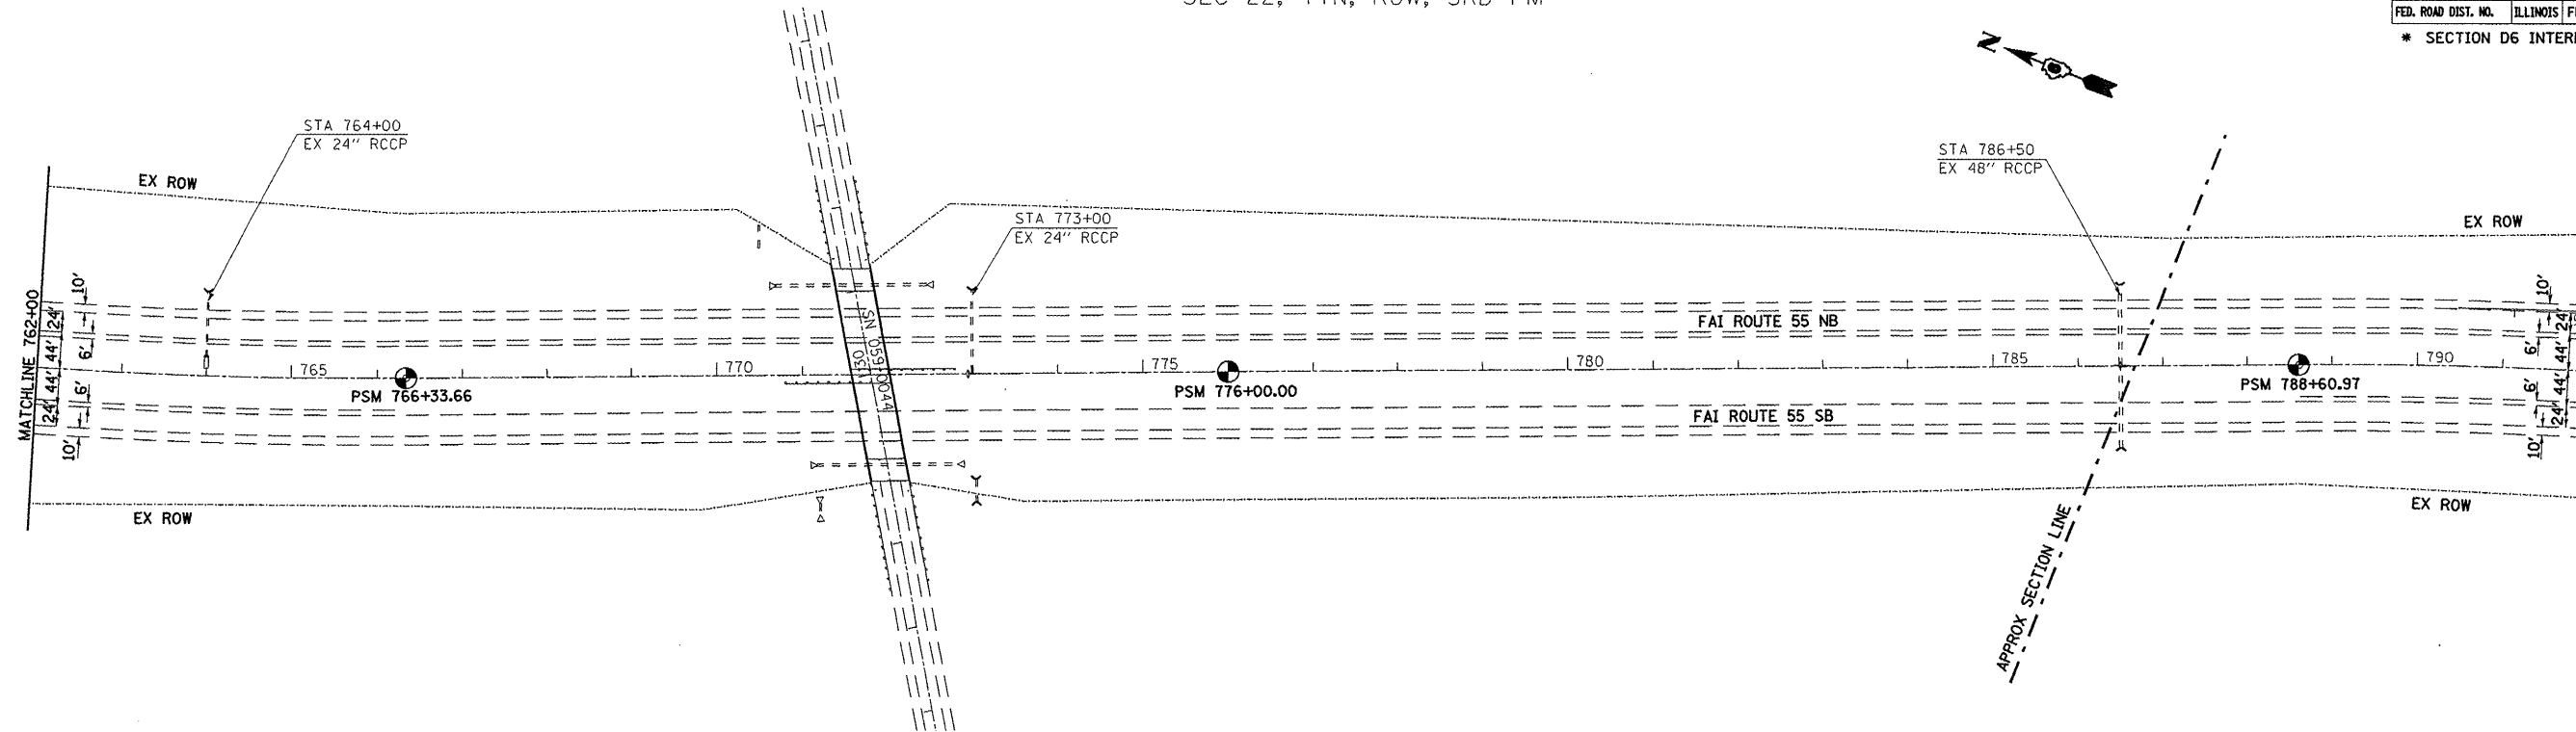 FED. ROAD DIST. NO. ILLINOIS
* SECTION D6
N
STA 764+00
EX 24" RCCP
STA 786+50
EX 48" RCCP
EX ROW
STA 773+00
EX 24" RCCP
EX ROW
MATCHLINE 762+00
10'
24'
44'
6'
44'
6'
24'
10'
SN 059-0044
030
FAI ROUTE 55 NB
765
770
775
780
785
790
PSM 766+33.66
PSM 776+00.00
PSM 788+60.97
FAI ROUTE 55 SB
10'
24'
6'
44'
44'
6'
24'
10'
EX ROW
EX ROW
APPROX SECTION LINE